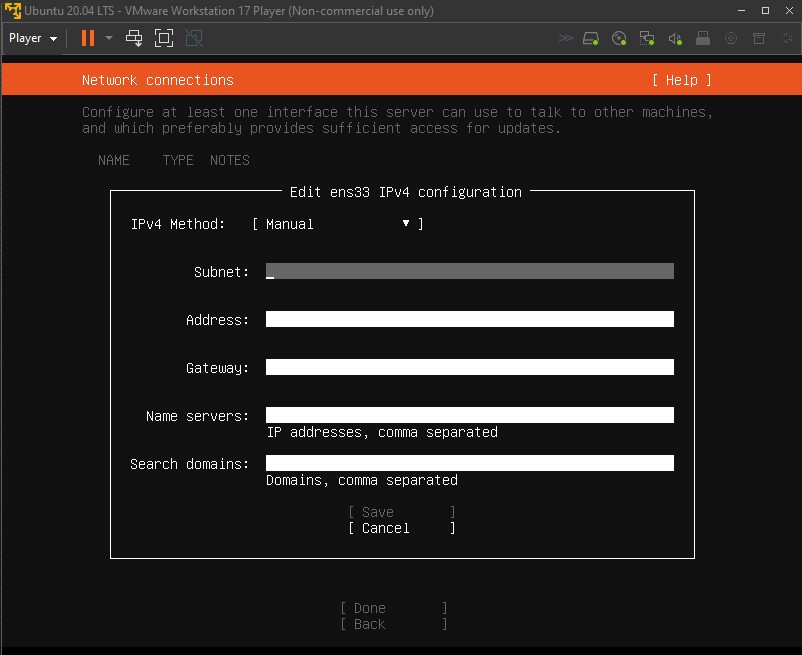 Ubuntu 20.04 LTS - VMware Workstation 17 Player (Non-commercial use only)
Player
Network connections [ Help ]
Configure at least one interface this server can use to talk to other machines,
and which preferably provides sufficient access for updates.
NAME TYPE NOTES
Edit ens33 IPv4 configuration
IPv4 Method: [ Manual ▾ ]
Subnet:
Address:
Gateway:
Name servers:
IP addresses, comma separated
Search domains:
Domains, comma separated
[ Save ]
[ Cancel ]
[ Done ]
[ Back ]